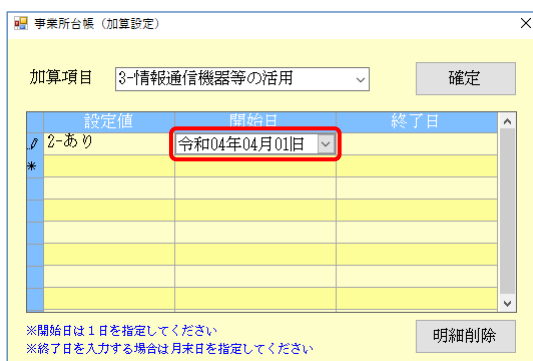 事業所台帳（加算設定）
加算項目 3-情報通信機器等の活用 確定
設定値 開始日 終了日
2-あり 令和04年04月01日
※開始日は１日を指定してください
※終了日を入力する場合は月末日を指定してください
明細削除